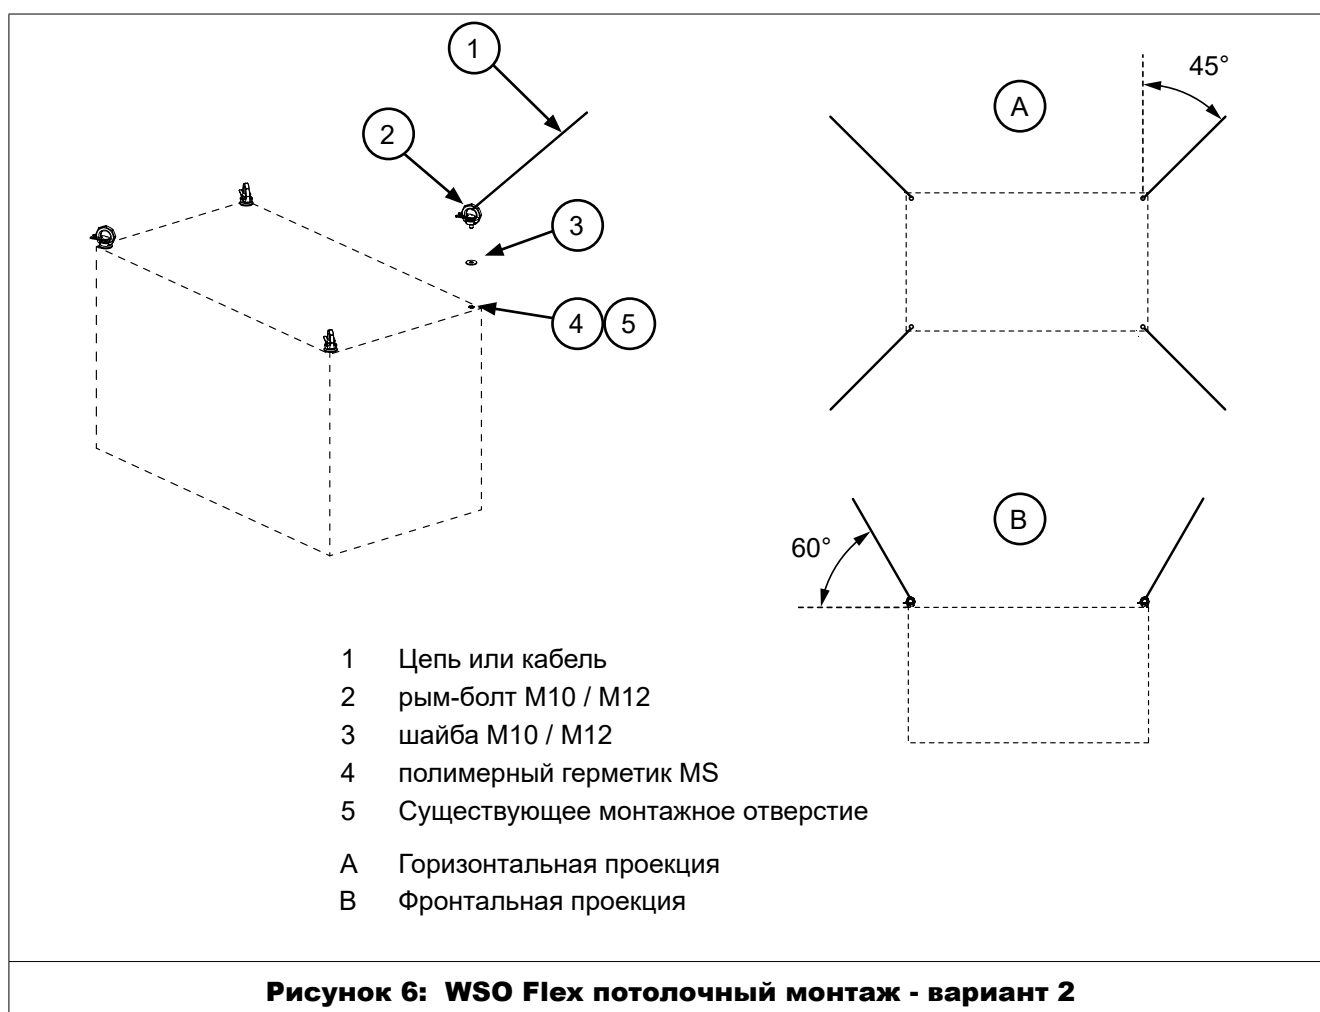 1
2
3
4 5
A
45°
B
60°
1 Цепь или кабель
2 рым-болт M10 / M12
3 шайба M10 / M12
4 полимерный герметик MS
5 Существующее монтажное отверстие
A Горизонтальная проекция
B Фронтальная проекция
Рисунок 6: WSO Flex потолочный монтаж - вариант 2